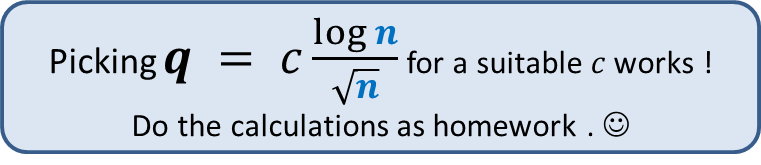 Picking q = c log n / √n for a suitable c works !
Do the calculations as homework . ☺